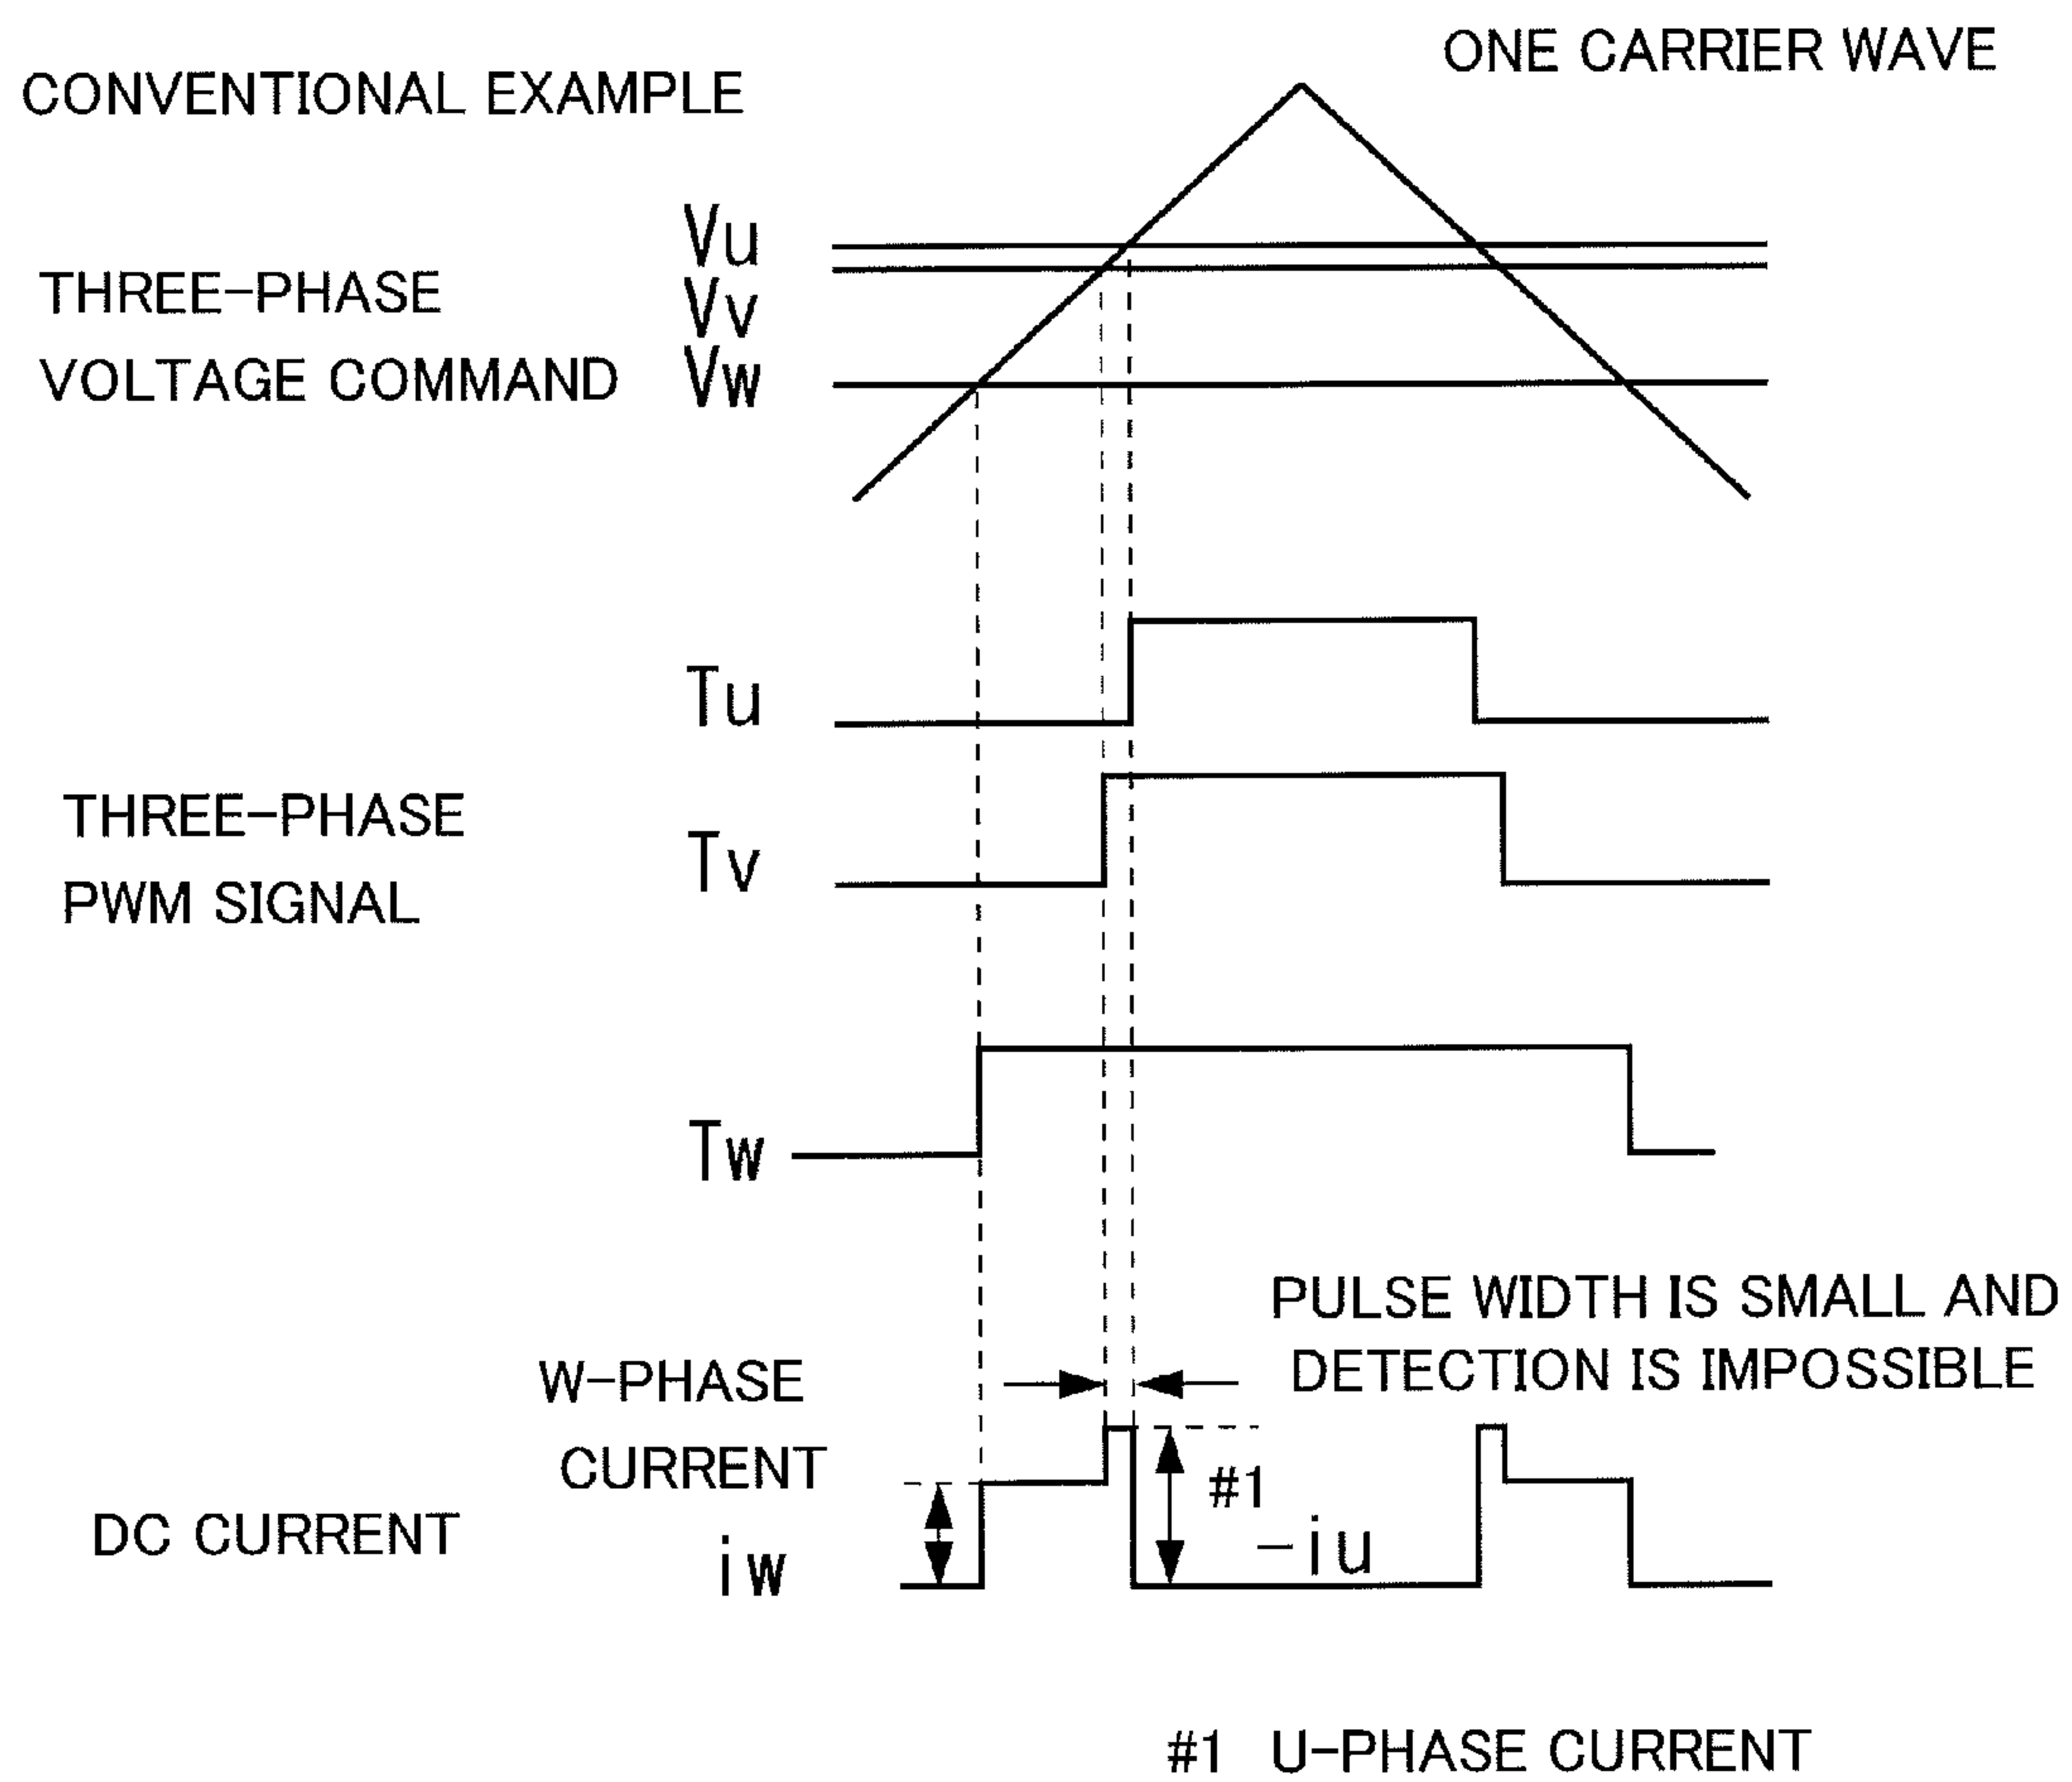 CONVENTIONAL EXAMPLE
ONE CARRIER WAVE
THREE-PHASE
VOLTAGE COMMAND
Vu
Vv
Vw
THREE-PHASE
PWM SIGNAL
Tu
Tv
Tw
PULSE WIDTH IS SMALL AND
DETECTION IS IMPOSSIBLE
W-PHASE
CURRENT
DC CURRENT
iw
#1
-iu
#1 U-PHASE CURRENT